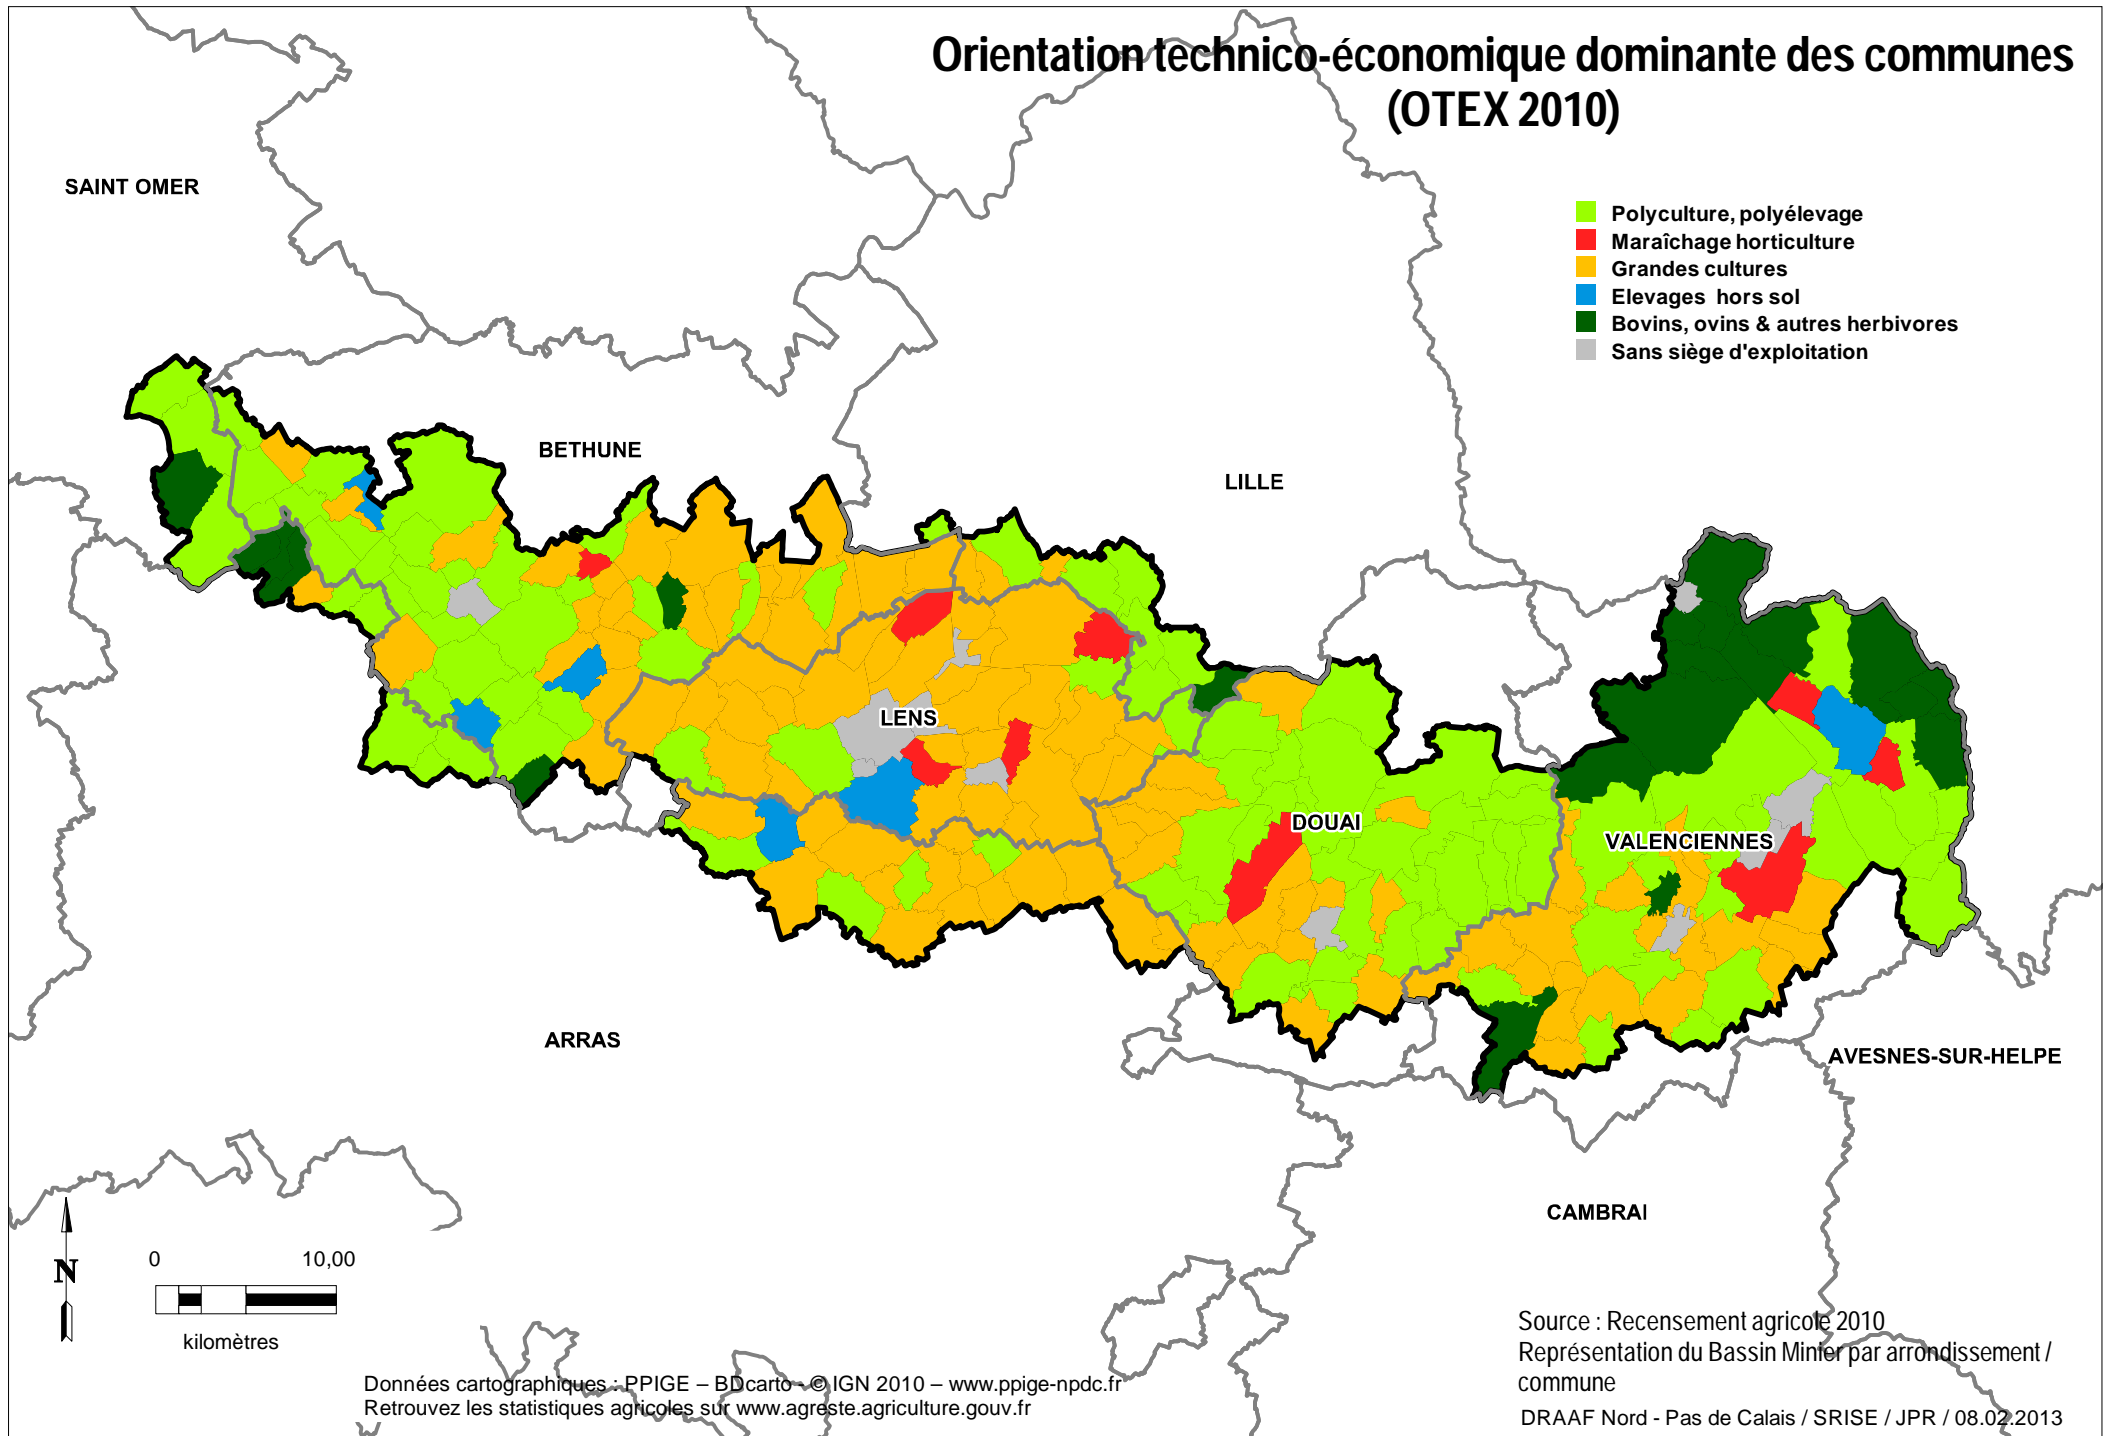 Orientation technico-économique dominante des communes
(OTEX 2010)
SAINT OMER
Polyculture, polyélevage
Maraîchage horticulture
Grandes cultures
Elevages hors sol
Bovins, ovins & autres herbivores
Sans siège d'exploitation
BETHUNE
LILLE
LENS
DOUAI
VALENCIENNES
ARRAS
AVESNES-SUR-HELPE
CAMBRAI
N
0 10,00
kilomètres
Source : Recensement agricole 2010
Représentation du Bassin Minier par arrondissement /
commune
Données cartographiques : PPIGE – BDcarto - © IGN 2010 – www.ppige-npdc.fr
Retrouvez les statistiques agricoles sur www.agreste.agriculture.gouv.fr
DRAAF Nord - Pas de Calais / SRISE / JPR / 08.02.2013